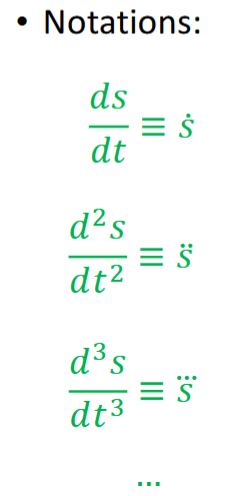 • Notations:
ds/dt ≡ ṡ
d²s/dt² ≡ s̈
d³s/dt³ ≡ s⃛
...